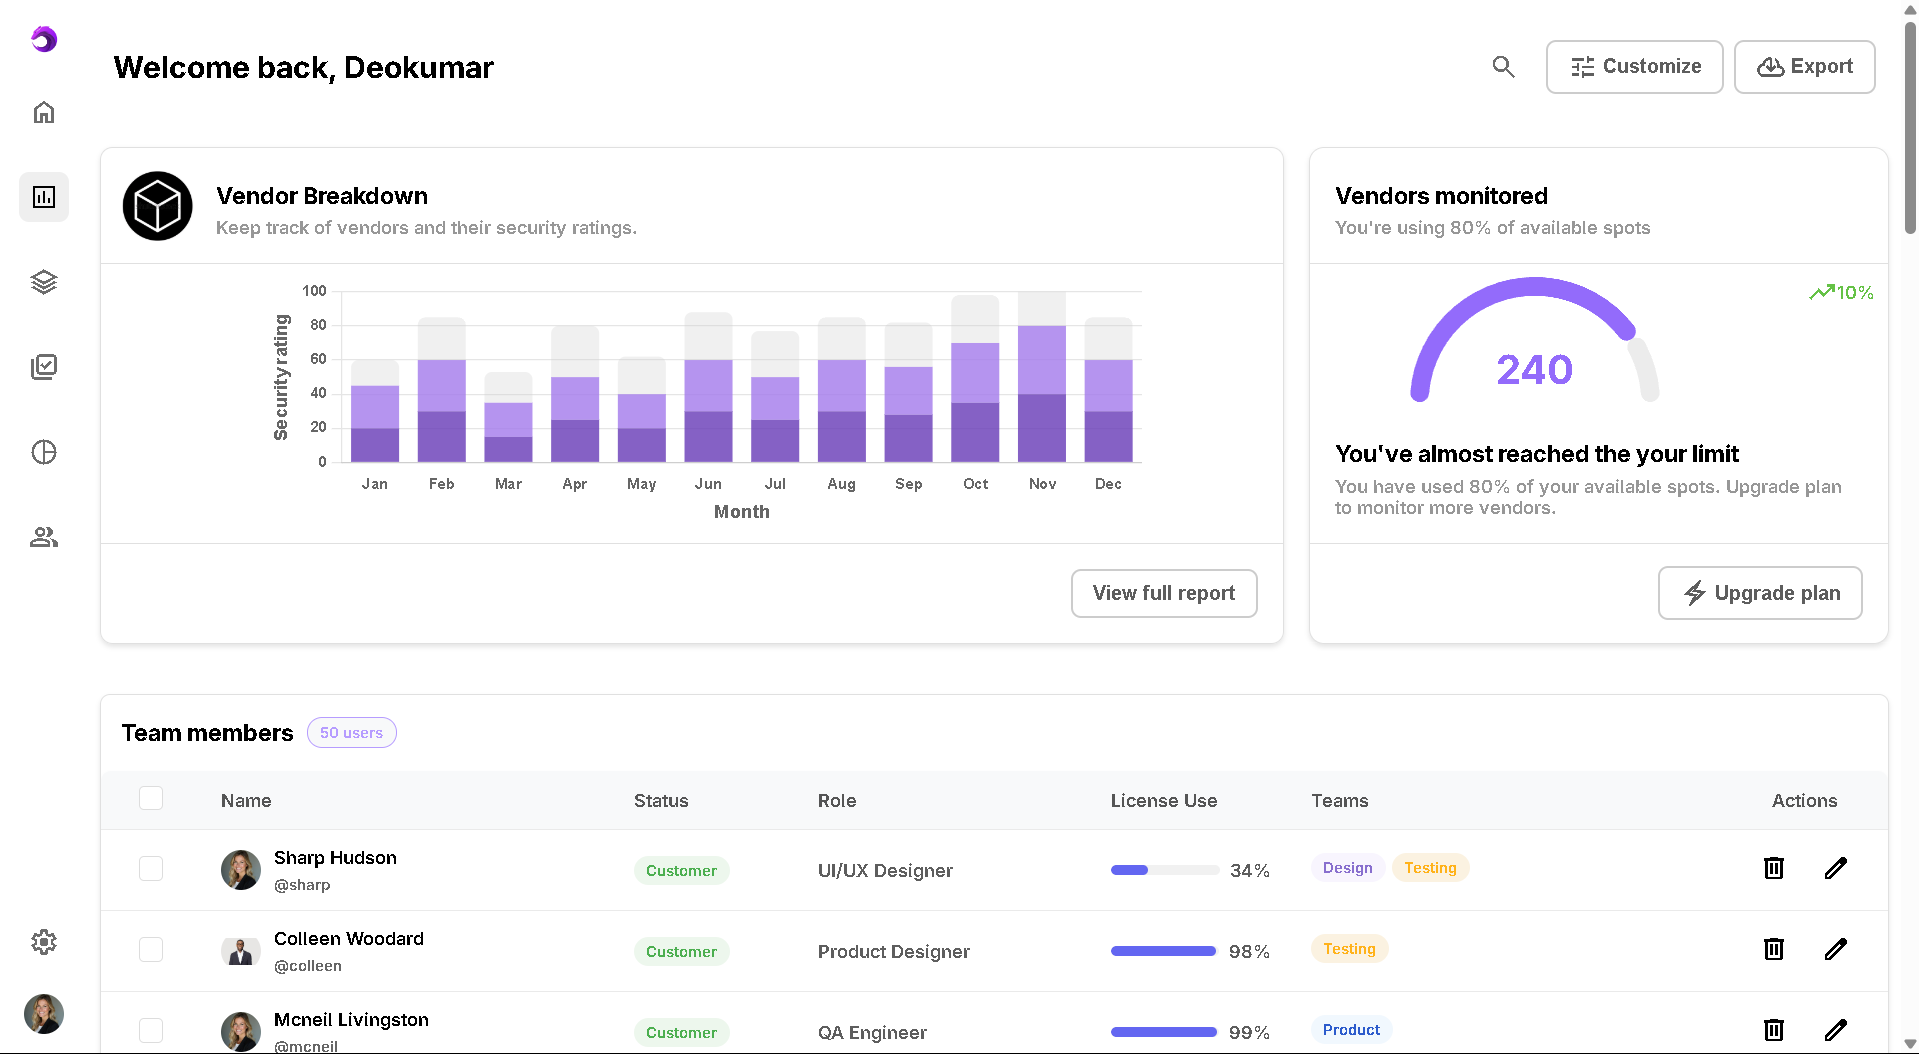 Welcome back, Deokumar
Customize
Export
Vendor Breakdown
Keep track of vendors and their security ratings.
Security rating
100
80
60
40
20
0
Jan Feb Mar Apr May Jun Jul Aug Sep Oct Nov Dec
Month
View full report
Vendors monitored
You're using 80% of available spots
10%
240
You've almost reached the your limit
You have used 80% of your available spots. Upgrade plan
to monitor more vendors.
Upgrade plan
Team members 50 users
Name Status Role License Use Teams Actions
Sharp Hudson
@sharp
Customer
UI/UX Designer
34%
Design Testing
Colleen Woodard
@colleen
Customer
Product Designer
98%
Testing
Mcneil Livingston
@mcneil
Customer
QA Engineer
99%
Product